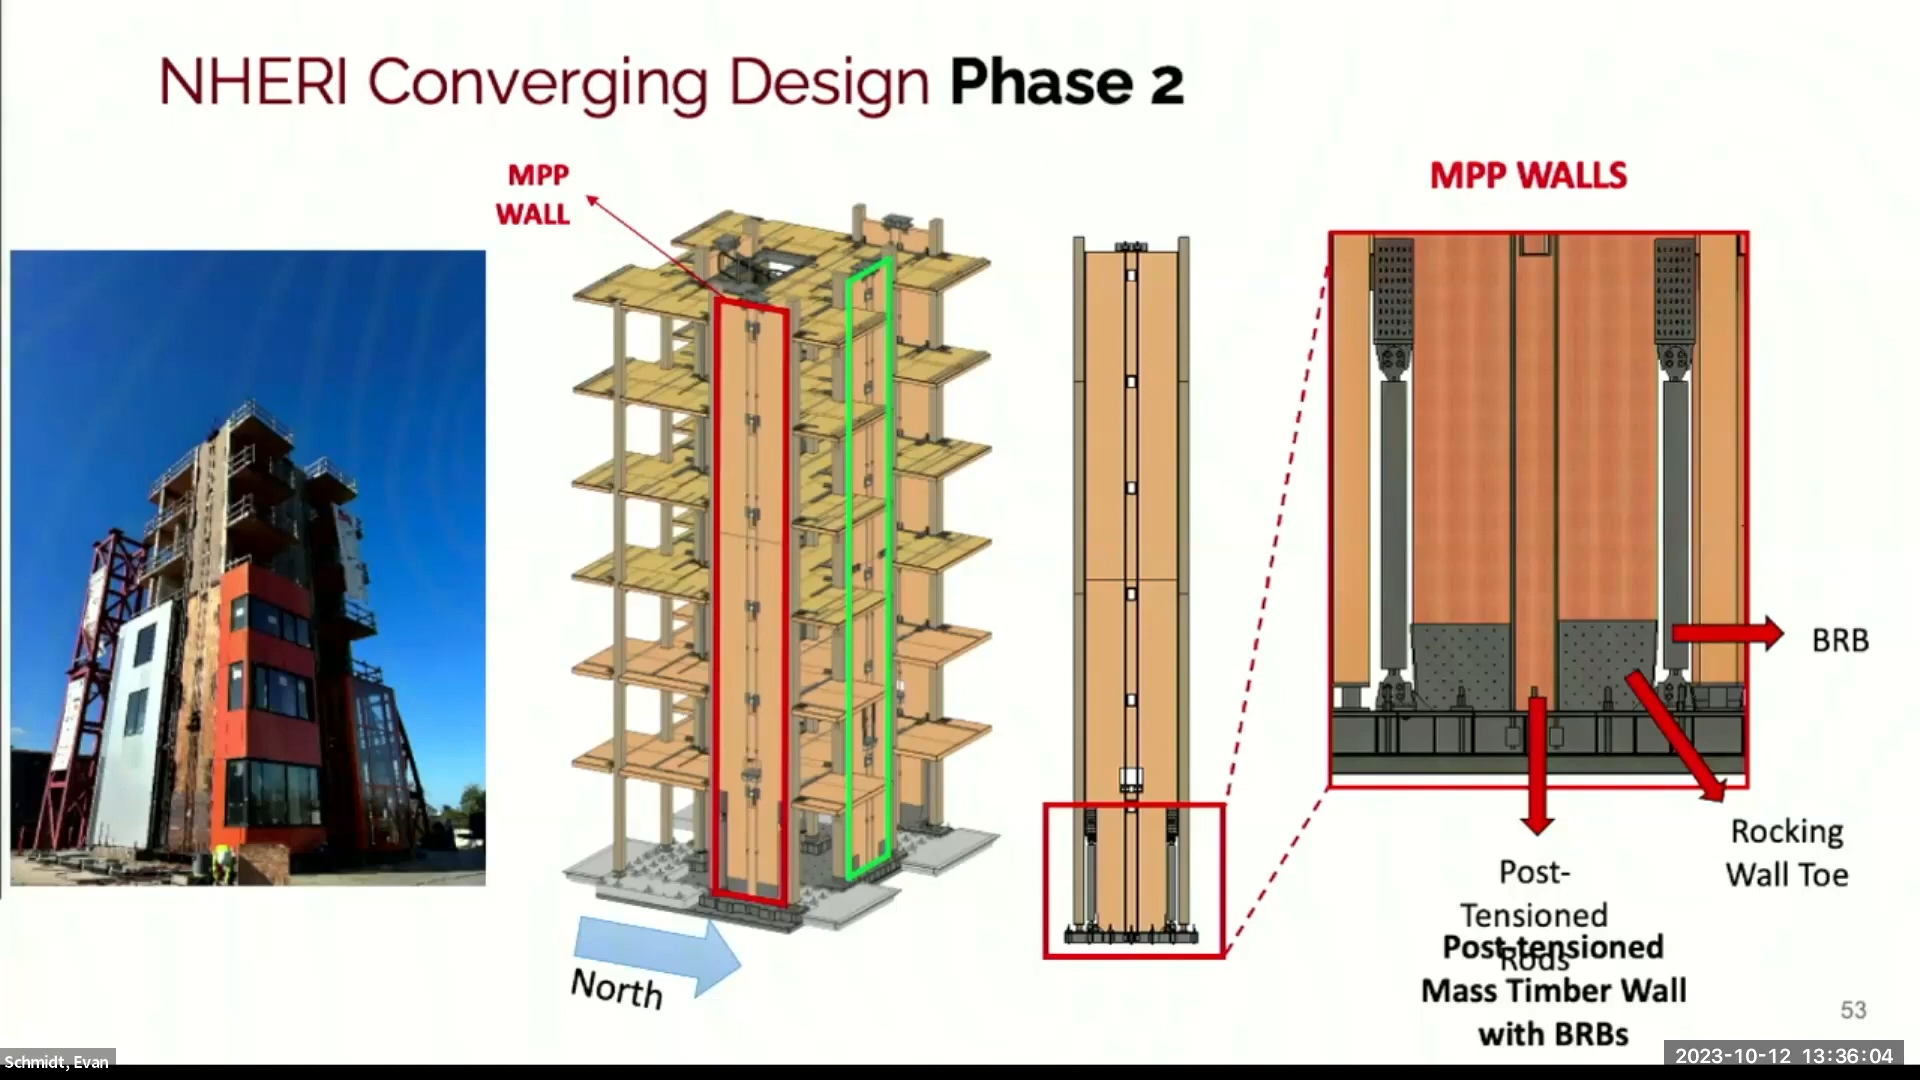 NHERI Converging Design Phase 2
MPP
WALL
MPP WALLS
BRB
Rocking
Wall Toe
Post-
Tensioned
Rods
Post-tensioned
Mass Timber Wall
with BRBs
North
53
Schmidt, Evan
2023-10-12 13:36:04